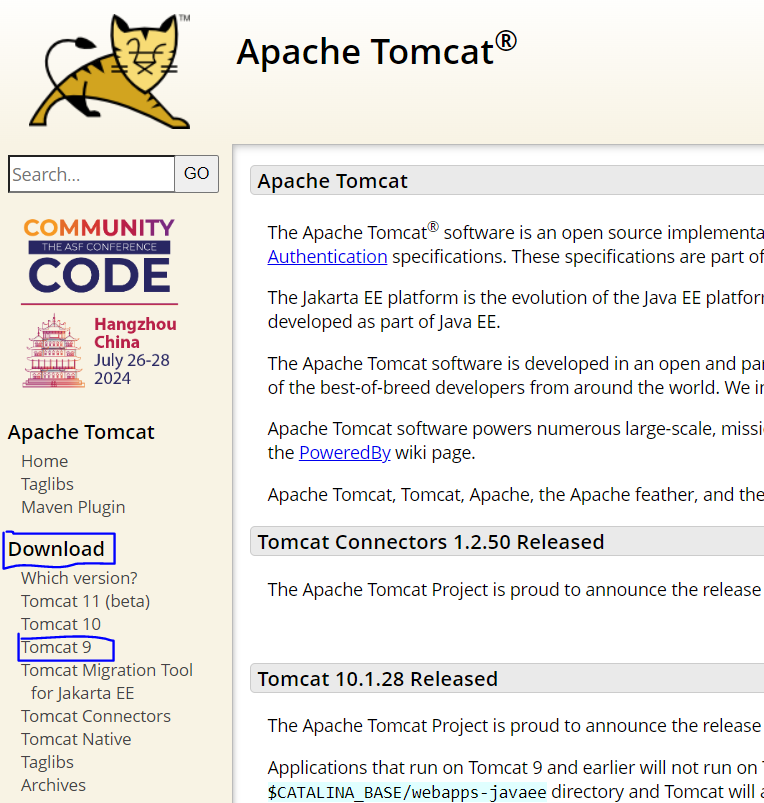 Apache Tomcat®
Search...
GO
COMMUNITY
THE ASF CONFERENCE
CODE
Hangzhou
China
July 26-28
2024
Apache Tomcat
Home
Taglibs
Maven Plugin
Download
Which version?
Tomcat 11 (beta)
Tomcat 10
Tomcat 9
Tomcat Migration Tool
for Jakarta EE
Tomcat Connectors
Tomcat Native
Taglibs
Archives
Apache Tomcat
The Apache Tomcat® software is an open source implementa
Authentication specifications. These specifications are part of
The Jakarta EE platform is the evolution of the Java EE platfor
developed as part of Java EE.
The Apache Tomcat software is developed in an open and par
of the best-of-breed developers from around the world. We in
Apache Tomcat software powers numerous large-scale, missi
the PoweredBy wiki page.
Apache Tomcat, Tomcat, Apache, the Apache feather, and the
Tomcat Connectors 1.2.50 Released
The Apache Tomcat Project is proud to announce the release
Tomcat 10.1.28 Released
The Apache Tomcat Project is proud to announce the release
Applications that run on Tomcat 9 and earlier will not run on T
$CATALINA_BASE/webapps-javaee directory and Tomcat will a